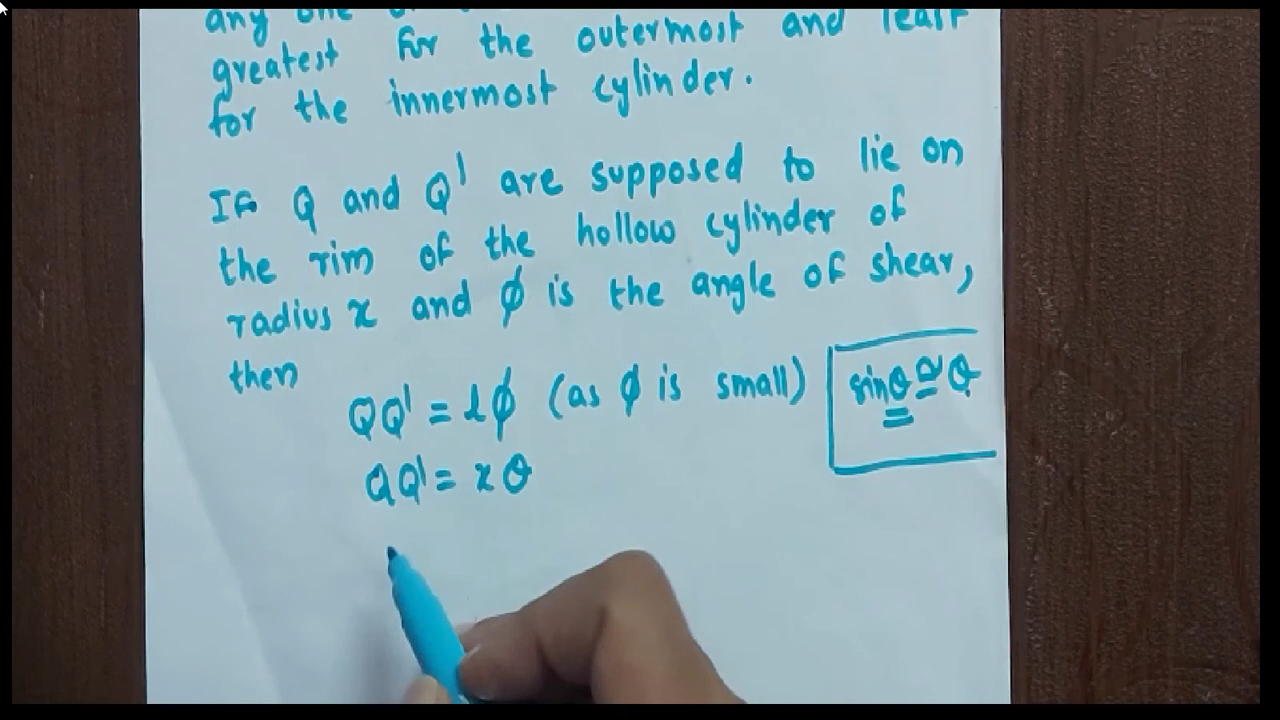 any one
greatest for the outermost and least
for the innermost cylinder.
If Q and Q' are supposed to lie on
the rim of the hollow cylinder of
radius x and ϕ is the angle of shear,
then
QQ' = lϕ (as ϕ is small)
sinθ ≅ θ
QQ' = xθ